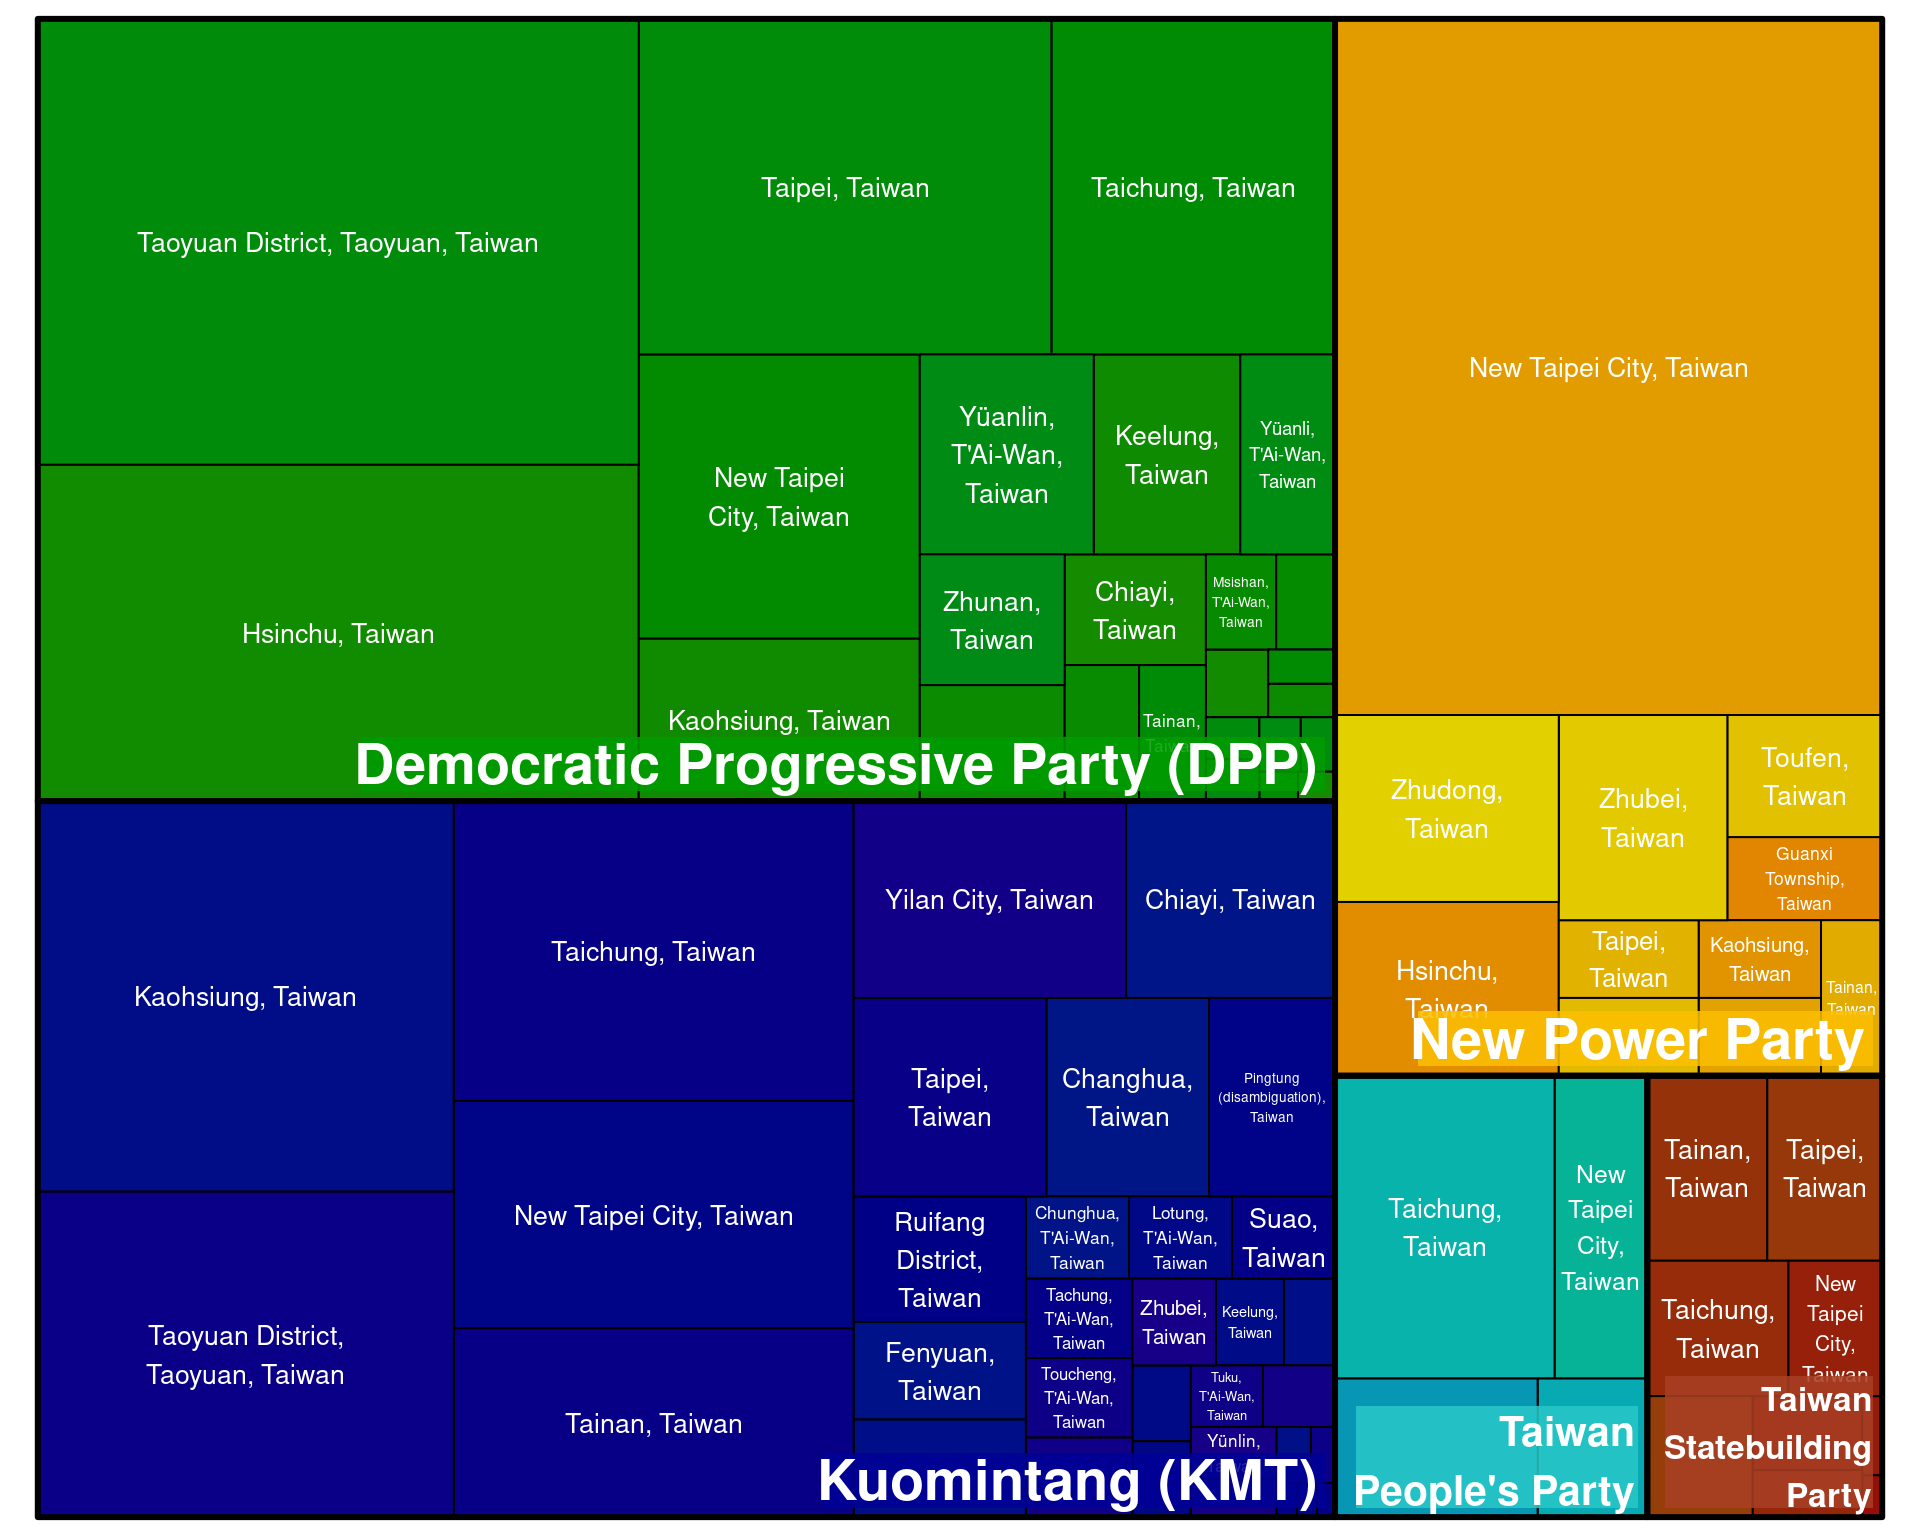 Taoyuan District, Taoyuan, Taiwan
Taipei, Taiwan
Taichung, Taiwan
Hsinchu, Taiwan
New Taipei
City, Taiwan
Kaohsiung, Taiwan
Yüanlin,
T'Ai-Wan,
Taiwan
Keelung,
Taiwan
Yüanli,
T'Ai-Wan,
Taiwan
Zhunan,
Taiwan
Chiayi,
Taiwan
Msishan,
T'Ai-Wan,
Taiwan
Tainan,
Taiwan
Democratic Progressive Party (DPP)
New Taipei City, Taiwan
Zhudong,
Taiwan
Zhubei,
Taiwan
Toufen,
Taiwan
Guanxi
Township,
Taiwan
Hsinchu,
Taiwan
Taipei,
Taiwan
Kaohsiung,
Taiwan
Tainan,
Taiwan
New Power Party
Kaohsiung, Taiwan
Taoyuan District,
Taoyuan, Taiwan
Taichung, Taiwan
New Taipei City, Taiwan
Tainan, Taiwan
Yilan City, Taiwan
Chiayi, Taiwan
Taipei,
Taiwan
Changhua,
Taiwan
Pingtung
(disambiguation),
Taiwan
Ruifang
District,
Taiwan
Chunghua,
T'Ai-Wan,
Taiwan
Lotung,
T'Ai-Wan,
Taiwan
Suao,
Taiwan
Fenyuan,
Taiwan
Tachung,
T'Ai-Wan,
Taiwan
Zhubei,
Taiwan
Keelung,
Taiwan
Toucheng,
T'Ai-Wan,
Taiwan
Tuku,
T'Ai-Wan,
Taiwan
Yünlin,
Kuomintang (KMT)
Taichung,
Taiwan
New
Taipei
City,
Taiwan
Taiwan
People's Party
Tainan,
Taiwan
Taipei,
Taiwan
Taichung,
Taiwan
New
Taipei
City,
Taiwan
Taiwan
Statebuilding
Party